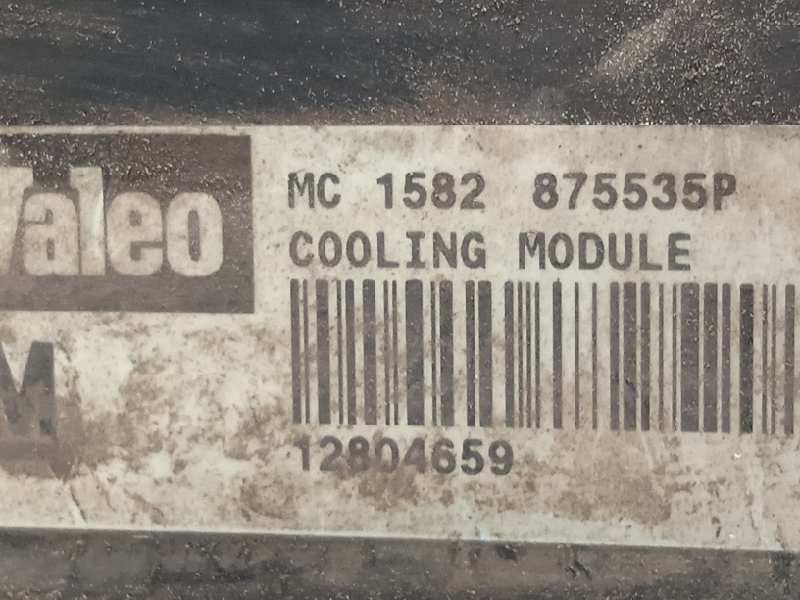 Valeo
MC 1582 875535P
COOLING MODULE
M
12804659